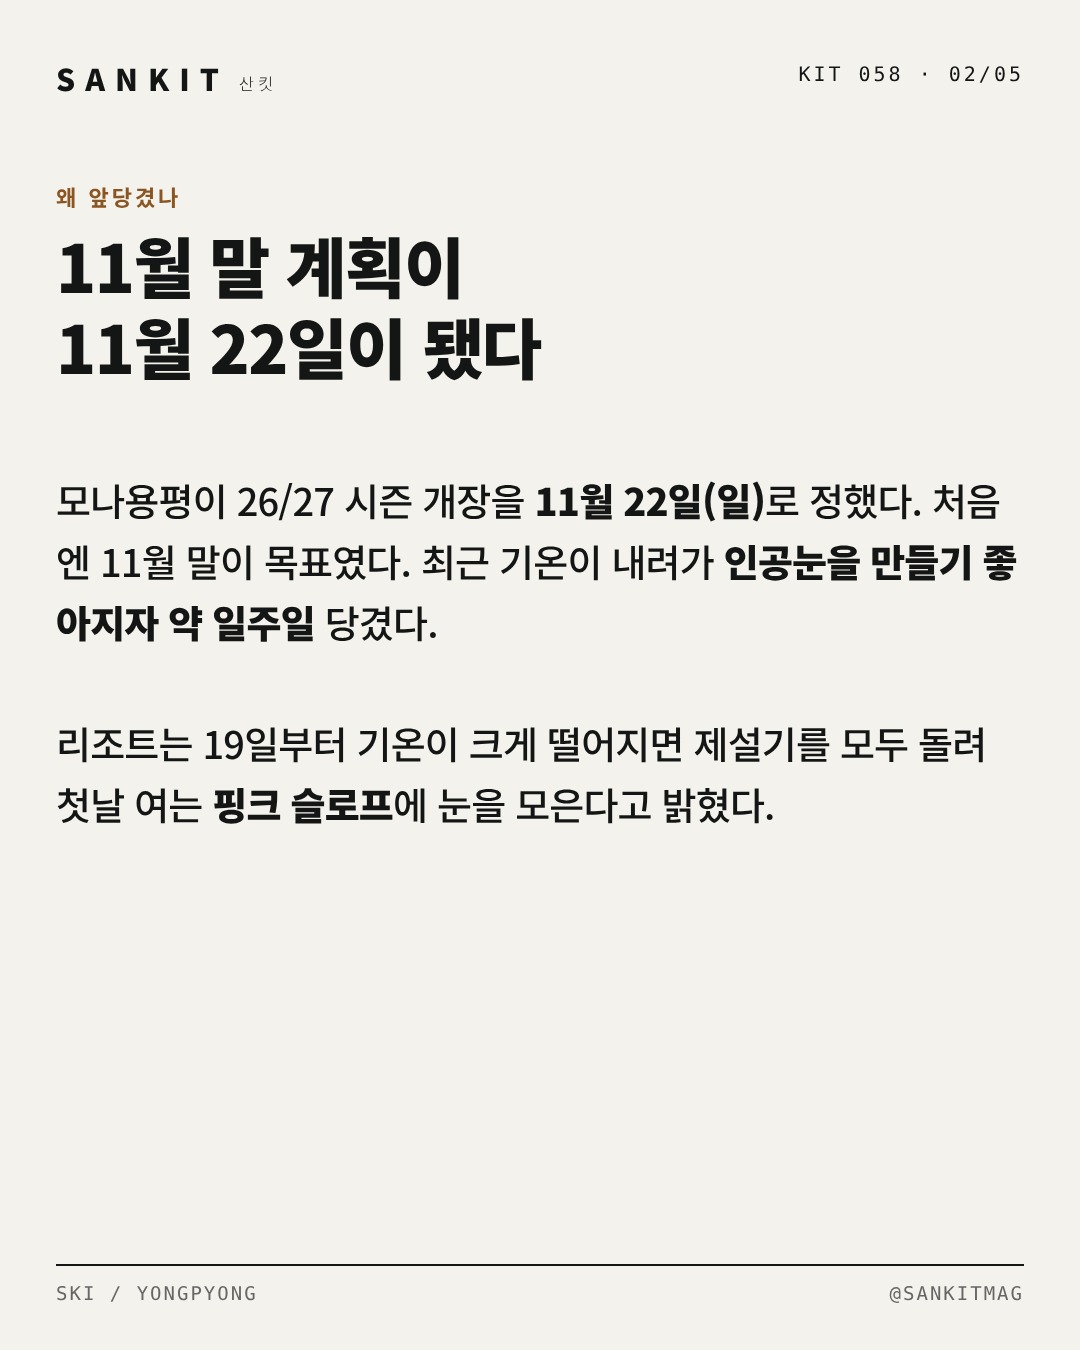 SANKIT 산킷
KIT 058 · 02/05
왜 앞당겼나
11월 말 계획이
11월 22일이 됐다
모나용평이 26/27 시즌 개장을 11월 22일(일)로 정했다. 처음
엔 11월 말이 목표였다. 최근 기온이 내려가 인공눈을 만들기 좋
아지자 약 일주일 당겼다.
리조트는 19일부터 기온이 크게 떨어지면 제설기를 모두 돌려
첫날 여는 핑크 슬로프에 눈을 모은다고 밝혔다.
SKI / YONGPYONG
@SANKITMAG